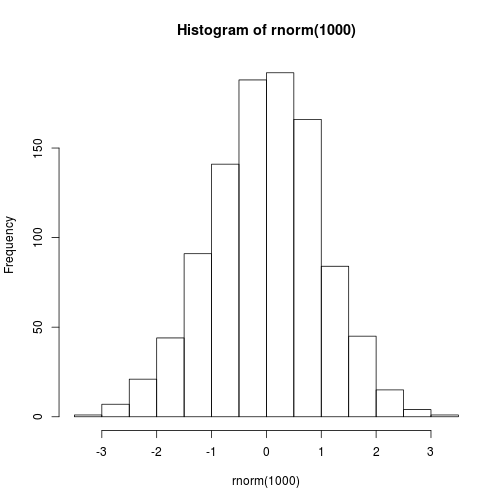 Histogram of rnorm(1000)
Frequency
150
100
50
0
-3 -2 -1 0 1 2 3
rnorm(1000)